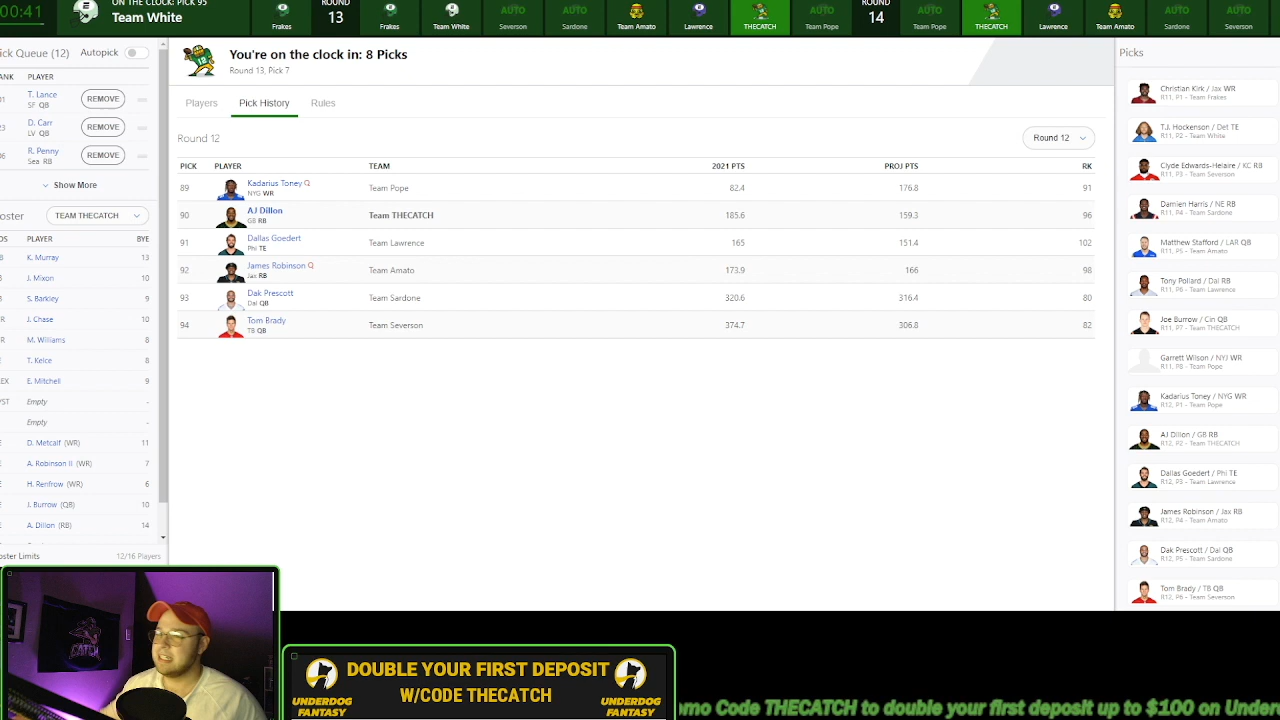 00:41
ON THE CLOCK: PICK 95
Team White
Frakes
ROUND
13
Frakes
Team White
AUTO
Severson
AUTO
Sardone
Team Amato
Lawrence
THECATCH
AUTO
Team Pope
ROUND
14
AUTO
Team Pope
THECATCH
Lawrence
Team Amato
AUTO
Sardone
AUTO
Severson
ick Queue (12)
Autopick
ANK PLAYER
T. Lance
SF QB
REMOVE
D. Carr
LV QB
REMOVE
R. Penny
Sea RB
REMOVE
Show More
oster
TEAM THECATCH
PLAYER BYE
K. Murray 13
J. Mixon 10
S. Barkley 9
J. Chase 10
M. Williams 8
T. Kelce 8
EX E. Mitchell 9
ST Empty -
Empty -
D. Metcalf (WR) 11
A. Robinson II (WR) 7
H. Renfrow (WR) 6
J. Burrow (QB) 10
A. Dillon (RB) 14
oster Limits 12/16 Players
You're on the clock in: 8 Picks
Round 13, Pick 7
Players Pick History Rules
Round 12
Round 12
PICK PLAYER TEAM 2021 PTS PROJ PTS RK
89 Kadarius Toney Q Team Pope 82.4 176.8 91
NYG WR
90 AJ Dillon Team THECATCH 185.6 159.3 96
GB RB
91 Dallas Goedert Team Lawrence 165 151.4 102
Phi TE
92 James Robinson Q Team Amato 173.9 166 98
Jax RB
93 Dak Prescott Team Sardone 320.6 316.4 80
Dal QB
94 Tom Brady Team Severson 374.7 306.8 82
TB QB
Picks
Christian Kirk / Jax WR
R11, P1 - Team Frakes
T.J. Hockenson / Det TE
R11, P2 - Team White
Clyde Edwards-Helaire / KC RB
R11, P3 - Team Severson
Damien Harris / NE RB
R11, P4 - Team Sardone
Matthew Stafford / LAR QB
R11, P5 - Team Amato
Tony Pollard / Dal RB
R11, P6 - Team Lawrence
Joe Burrow / Cin QB
R11, P7 - Team THECATCH
Garrett Wilson / NYJ WR
R11, P8 - Team Pope
Kadarius Toney / NYG WR
R12, P1 - Team Pope
AJ Dillon / GB RB
R12, P2 - Team THECATCH
Dallas Goedert / Phi TE
R12, P3 - Team Lawrence
James Robinson / Jax RB
R12, P4 - Team Amato
Dak Prescott / Dal QB
R12, P5 - Team Sardone
Tom Brady / TB QB
R12, P6 - Team Severson
CATCH
DOUBLE YOUR FIRST DEPOSIT
W/CODE THECATCH
UNDERDOG
FANTASY
UNDERDOG
FANTASY
omo Code THECATCH to double your first deposit up to $100 on Under